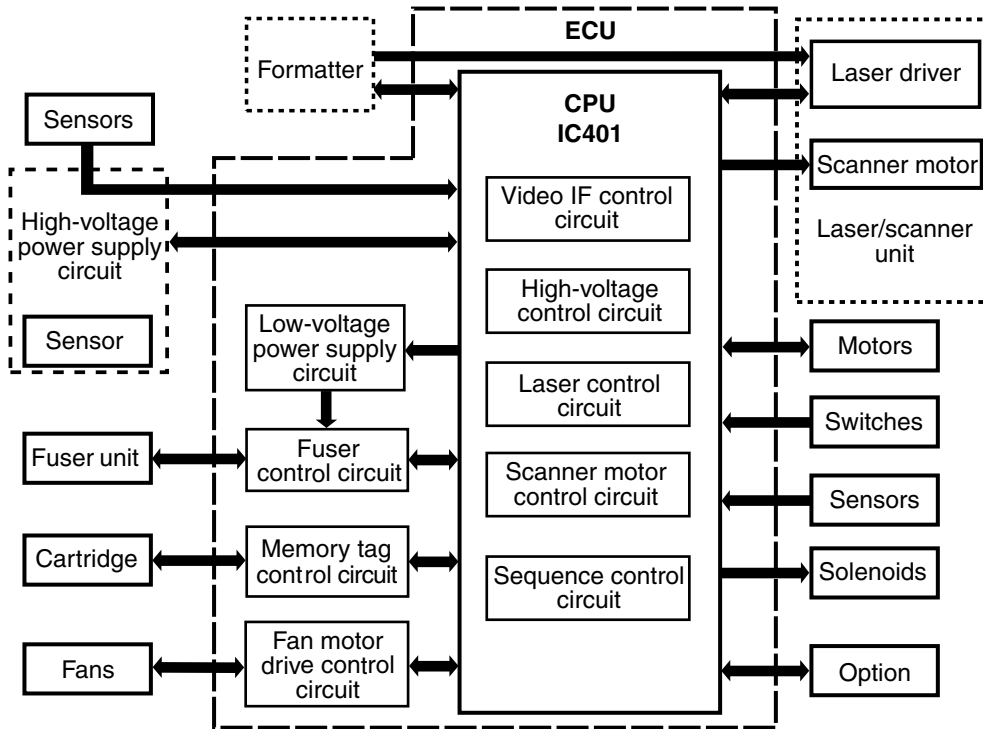 ECU
Formatter
Laser driver
CPU
IC401
Sensors
Scanner motor
Video IF control
circuit
High-voltage
power supply
circuit
Laser/scanner
unit
High-voltage
control circuit
Sensor
Low-voltage
power supply
circuit
Motors
Laser control
circuit
Switches
Fuser unit
Fuser
control circuit
Scanner motor
control circuit
Sensors
Cartridge
Memory tag
control circuit
Sequence control
circuit
Solenoids
Fans
Fan motor
drive control
circuit
Option